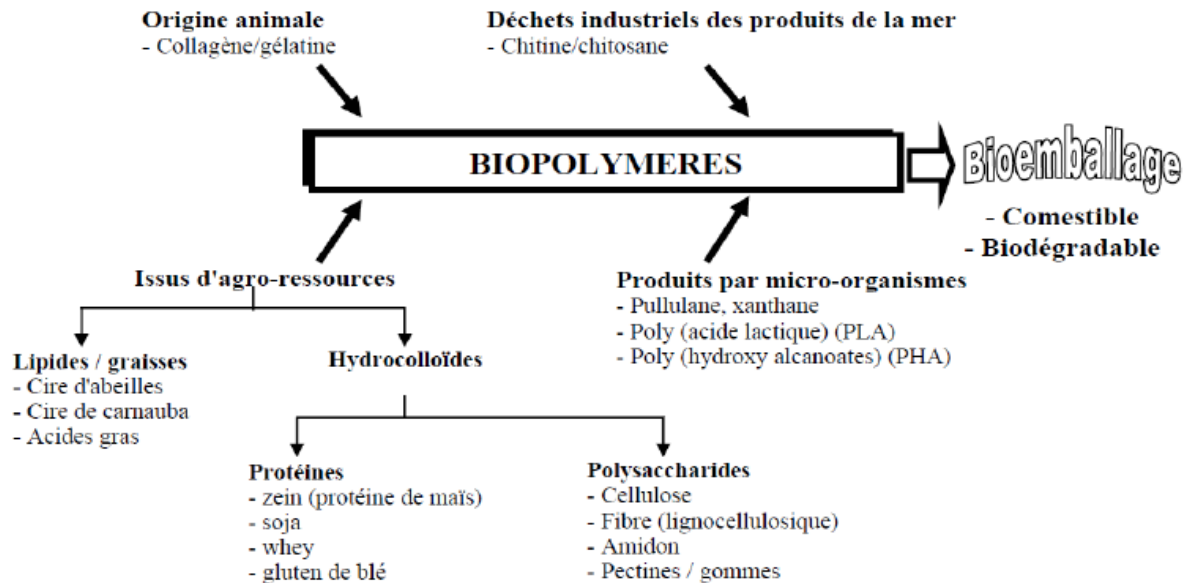 Origine animale
- Collagène/gélatine
Déchets industriels des produits de la mer
- Chitine/chitosane
BIOPOLYMERES
Bioemballage
- Comestible
- Biodégradable
Issus d'agro-ressources
Produits par micro-organismes
- Pullulane, xanthane
- Poly (acide lactique) (PLA)
- Poly (hydroxy alcanoates) (PHA)
Lipides / graisses
- Cire d'abeilles
- Cire de carnauba
- Acides gras
Hydrocolloïdes
Protéines
- zein (protéine de maïs)
- soja
- whey
- gluten de blé
Polysaccharides
- Cellulose
- Fibre (lignocellulosique)
- Amidon
- Pectines / gommes